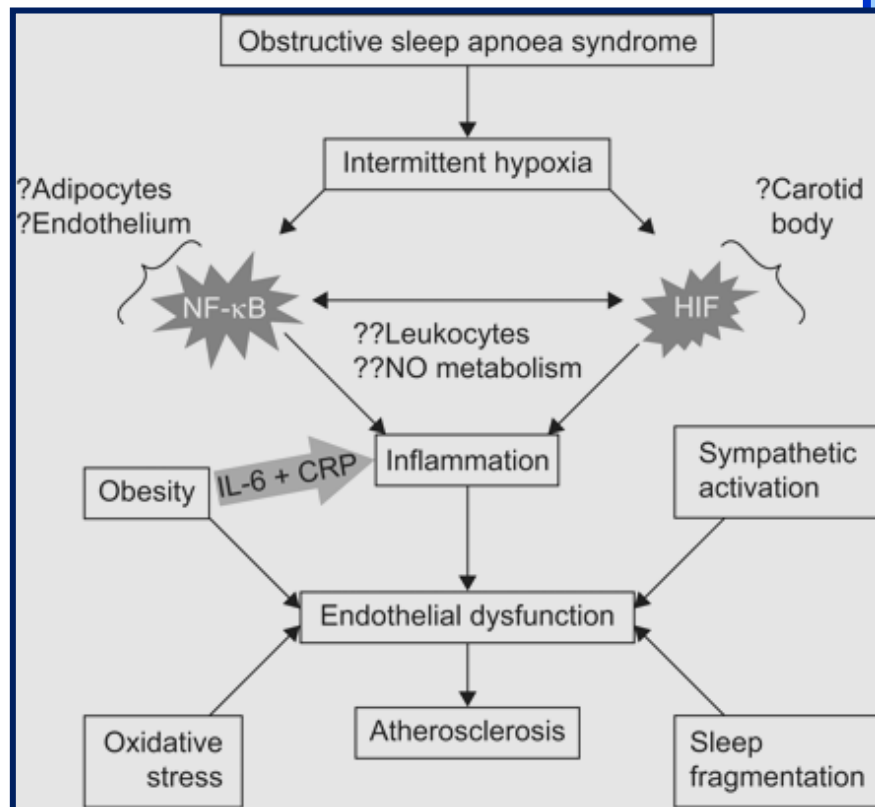 Obstructive sleep apnoea syndrome
Intermittent hypoxia
?Adipocytes
?Endothelium
?Carotid
body
NF-κB
HIF
??Leukocytes
??NO metabolism
Obesity
IL-6 + CRP
Inflammation
Sympathetic
activation
Endothelial dysfunction
Oxidative
stress
Atherosclerosis
Sleep
fragmentation